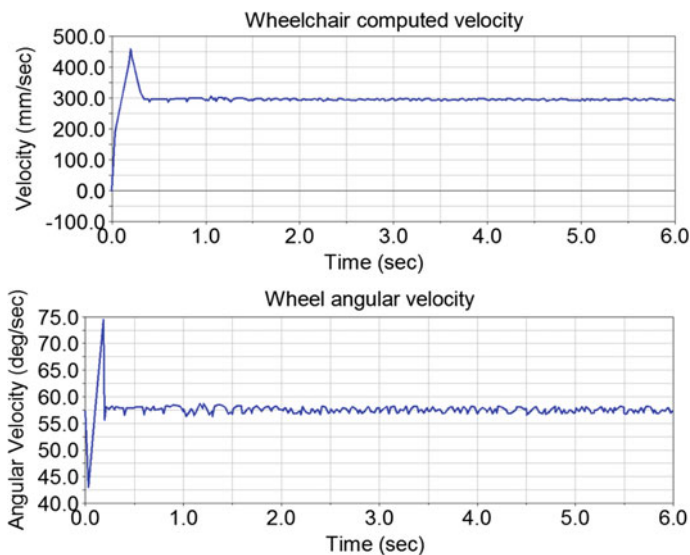 Wheelchair computed velocity
500.0
400.0
300.0
200.0
100.0
0.0
-100.0
Velocity (mm/sec)
0.0 1.0 2.0 3.0 4.0 5.0 6.0
Time (sec)
Wheel angular velocity
75.0
70.0
65.0
60.0
55.0
50.0
45.0
40.0
Angular Velocity (deg/sec)
0.0 1.0 2.0 3.0 4.0 5.0 6.0
Time (sec)